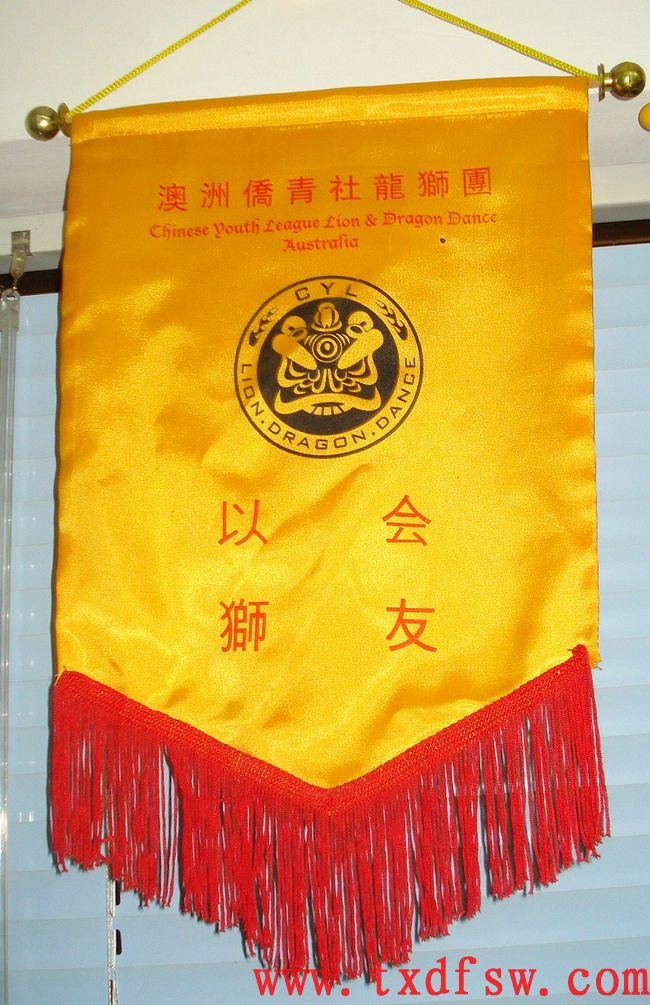 澳洲僑青社龍獅團
Chinese Youth League Lion & Dragon Dance
Australia
CYL
LION.DRAGON.DANCE
以 会
獅 友
www.txdfsw.com